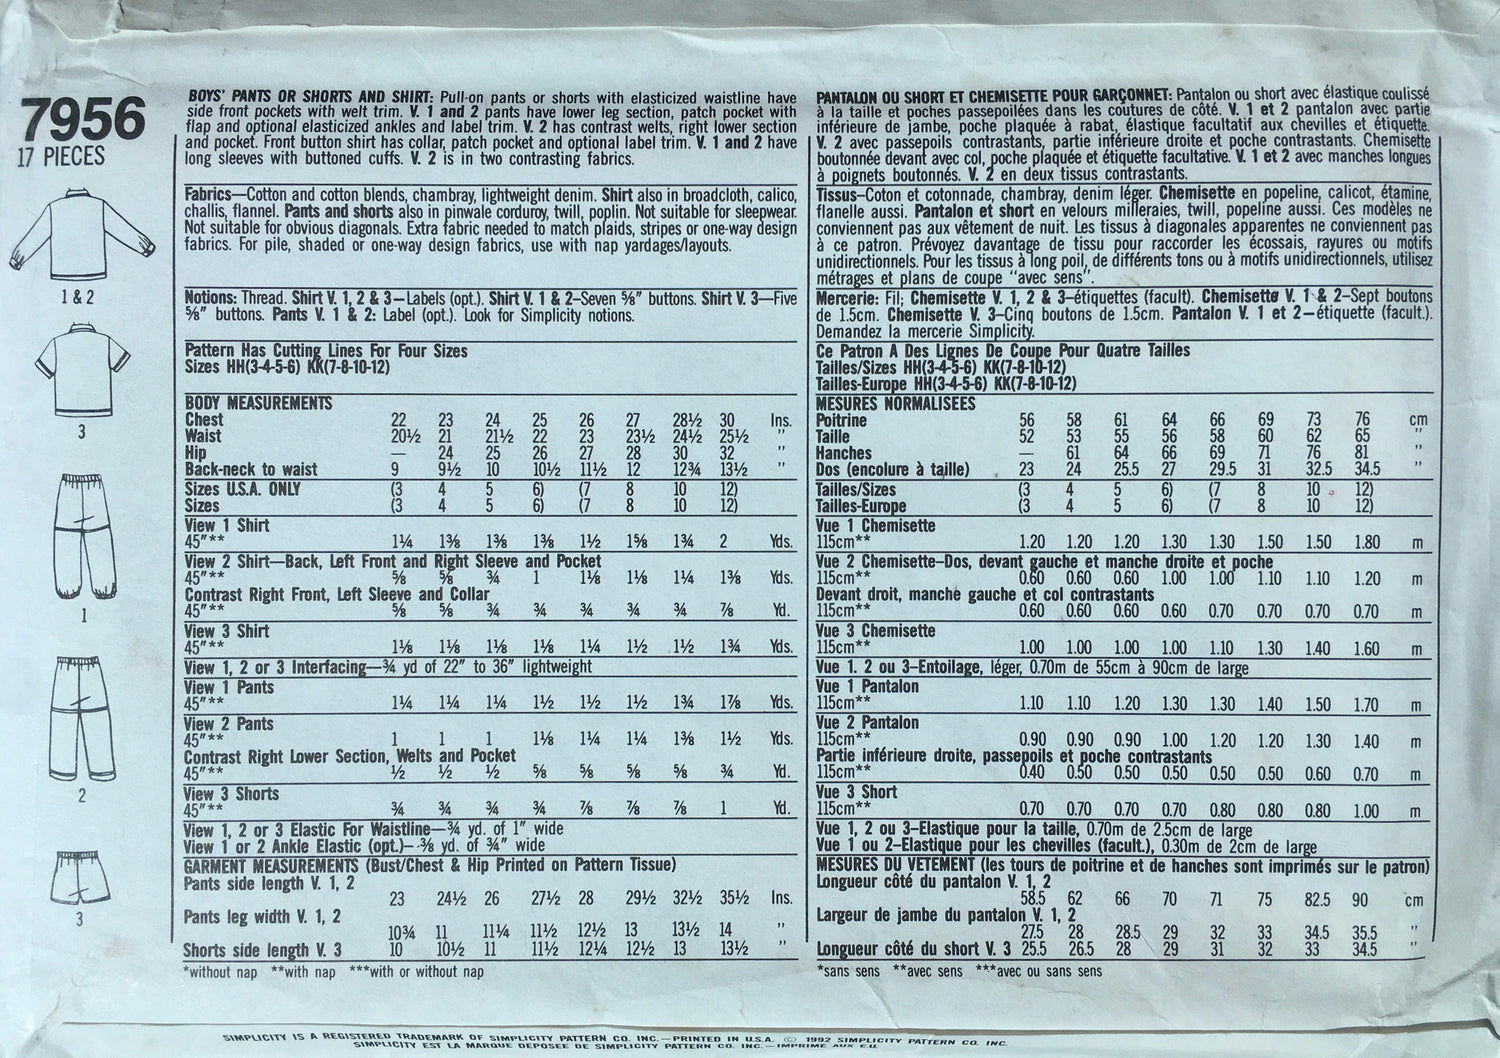 7956
17 PIECES
1 & 2
3
1
2
3
BOYS' PANTS OR SHORTS AND SHIRT: Pull-on pants or shorts with elasticized waistline have
side front pockets with welt trim. V. 1 and 2 pants have lower leg section, patch pocket with
flap and optional elasticized ankles and label trim. V. 2 has contrast welts, right lower section
and pocket. Front button shirt has collar, patch pocket and optional label trim. V. 1 and 2 have
long sleeves with buttoned cuffs. V. 2 is in two contrasting fabrics.
Fabrics—Cotton and cotton blends, chambray, lightweight denim. Shirt also in broadcloth, calico,
challis, flannel. Pants and shorts also in pinwale corduroy, twill, poplin. Not suitable for sleepwear.
Not suitable for obvious diagonals. Extra fabric needed to match plaids, stripes or one-way design
fabrics. For pile, shaded or one-way design fabrics, use with nap yardages/layouts.
Notions: Thread. Shirt V. 1, 2 & 3—Labels (opt.). Shirt V. 1 & 2–Seven ⅝" buttons. Shirt V. 3—Five
⅝" buttons. Pants V. 1 & 2: Label (opt.). Look for Simplicity notions.
Pattern Has Cutting Lines For Four Sizes
Sizes HH(3-4-5-6) KK(7-8-10-12)
BODY MEASUREMENTS
Chest 22 23 24 25 26 27 28½ 30 Ins.
Waist 20½ 21 21½ 22 23 23½ 24½ 25½ "
Hip — 24 25 26 27 28 30 32 "
Back-neck to waist 9 9½ 10 10½ 11½ 12 12¾ 13½ "
Sizes U.S.A. ONLY (3 4 5 6) (7 8 10 12)
Sizes (3 4 5 6) (7 8 10 12)
View 1 Shirt
45"** 1¼ 1⅜ 1⅜ 1⅜ 1½ 1⅝ 1¾ 2 Yds.
View 2 Shirt—Back, Left Front and Right Sleeve and Pocket
45"** ⅝ ⅝ ¾ 1 1⅛ 1⅛ 1¼ 1⅜ Yds.
Contrast Right Front, Left Sleeve and Collar
45"** ⅝ ⅝ ¾ ¾ ¾ ¾ ¾ ⅞ Yd.
View 3 Shirt
45"** 1⅛ 1⅛ 1⅛ 1⅛ 1¼ 1½ 1½ 1¾ Yds.
View 1, 2 or 3 Interfacing—¾ yd of 22" to 36" lightweight
View 1 Pants
45"** 1¼ 1¼ 1¼ 1½ 1½ 1½ 1¾ 1⅞ Yds.
View 2 Pants
45"** 1 1 1 1⅛ 1¼ 1¼ 1⅜ 1½ Yds.
Contrast Right Lower Section, Welts and Pocket
45"** ½ ½ ½ ⅝ ⅝ ⅝ ⅝ ¾ Yd.
View 3 Shorts
45"** ¾ ¾ ¾ ¾ ⅞ ⅞ ⅞ 1 Yd.
View 1, 2 or 3 Elastic For Waistline—¾ yd. of 1" wide
View 1 or 2 Ankle Elastic (opt.)—⅜ yd. of ¾" wide
GARMENT MEASUREMENTS (Bust/Chest & Hip Printed on Pattern Tissue)
Pants side length V. 1, 2
23 24½ 26 27½ 28 29½ 32½ 35½ Ins.
Pants leg width V. 1, 2
10¾ 11 11¼ 11½ 12½ 13 13½ 14 "
Shorts side length V. 3 10 10½ 11 11½ 12¼ 12½ 13 13½ "
*without nap **with nap ***with or without nap
PANTALON OU SHORT ET CHEMISETTE POUR GARÇONNET: Pantalon ou short avec élastique coulissé
à la taille et poches passepoilées dans les coutures de côté. V. 1 et 2 pantalon avec partie
inférieure de jambe, poche plaquée à rabat, élastique facultatif aux chevilles et étiquette.
V. 2 avec passepoils contrastants, partie inférieure droite et poche contrastants. Chemisette
boutonnée devant avec col, poche plaquée et étiquette facultative. V. 1 et 2 avec manches longues
à poignets boutonnés. V. 2 en deux tissus contrastants.
Tissus–Coton et cotonnade, chambray, denim léger. Chemisette en popeline, calicot, étamine,
flanelle aussi. Pantalon et short en velours milleraies, twill, popeline aussi. Ces modèles ne
conviennent pas aux vêtement de nuit. Les tissus à diagonales apparentes ne conviennent pas
à ce patron. Prévoyez davantage de tissu pour raccorder les écossais, rayures ou motifs
unidirectionnels. Pour les tissus à long poil, de différents tons ou à motifs unidirectionnels, utilisez
métrages et plans de coupe "avec sens".
Mercerie: Fil; Chemisette V. 1, 2 & 3–étiquettes (facult). Chemisette V. 1 & 2–Sept boutons
de 1.5cm. Chemisette V. 3–Cinq boutons de 1.5cm. Pantalon V. 1 et 2–étiquette (facult.).
Demandez la mercerie Simplicity.
Ce Patron A Des Lignes De Coupe Pour Quatre Tailles
Tailles/Sizes HH(3-4-5-6) KK(7-8-10-12)
Tailles-Europe HH(3-4-5-6) KK(7-8-10-12)
MESURES NORMALISEES
Poitrine 56 58 61 64 66 69 73 76 cm
Taille 52 53 55 56 58 60 62 65 "
Hanches — 61 64 66 69 71 76 81 "
Dos (encolure à taille) 23 24 25.5 27 29.5 31 32.5 34.5 "
Tailles/Sizes (3 4 5 6) (7 8 10 12)
Tailles-Europe (3 4 5 6) (7 8 10 12)
Vue 1 Chemisette
115cm** 1.20 1.20 1.20 1.30 1.30 1.50 1.50 1.80 m
Vue 2 Chemisette-Dos, devant gauche et manche droite et poche
115cm** 0.60 0.60 0.60 1.00 1.00 1.10 1.10 1.20 m
Devant droit, manche gauche et col contrastants
115cm** 0.60 0.60 0.60 0.60 0.70 0.70 0.70 0.70 m
Vue 3 Chemisette
115cm** 1.00 1.00 1.00 1.00 1.10 1.30 1.40 1.60 m
Vue 1. 2 ou 3–Entoilage, léger, 0.70m de 55cm à 90cm de large
Vue 1 Pantalon
115cm** 1.10 1.10 1.20 1.30 1.30 1.40 1.50 1.70 m
Vue 2 Pantalon
115cm** 0.90 0.90 0.90 1.00 1.20 1.20 1.30 1.40 m
Partie inférieure droite, passepoils et poche contrastants
115cm** 0.40 0.50 0.50 0.50 0.50 0.50 0.60 0.70 m
Vue 3 Short
115cm** 0.70 0.70 0.70 0.70 0.80 0.80 0.80 1.00 m
Vue 1, 2 ou 3–Elastique pour la taille, 0.70m de 2.5cm de large
Vue 1 ou 2–Elastique pour les chevilles (facult.), 0.30m de 2cm de large
MESURES DU VETEMENT (les tours de poitrine et de hanches sont imprimés sur le patron)
Longueur côté du pantalon V. 1, 2
58.5 62 66 70 71 75 82.5 90 cm
Largeur de jambe du pantalon V. 1, 2
27.5 28 28.5 29 32 33 34.5 35.5 "
Longueur côté du short V. 3 25.5 26.5 28 29 31 32 33 34.5 "
*sans sens **avec sens ***avec ou sans sens
SIMPLICITY IS A REGISTERED TRADEMARK OF SIMPLICITY PATTERN CO. INC.—PRINTED IN U.S.A. © 1992 SIMPLICITY PATTERN CO. INC.
SIMPLICITY EST LA MARQUE DEPOSEE DE SIMPLICITY PATTERN CO. INC.—IMPRIME AUX E.U.